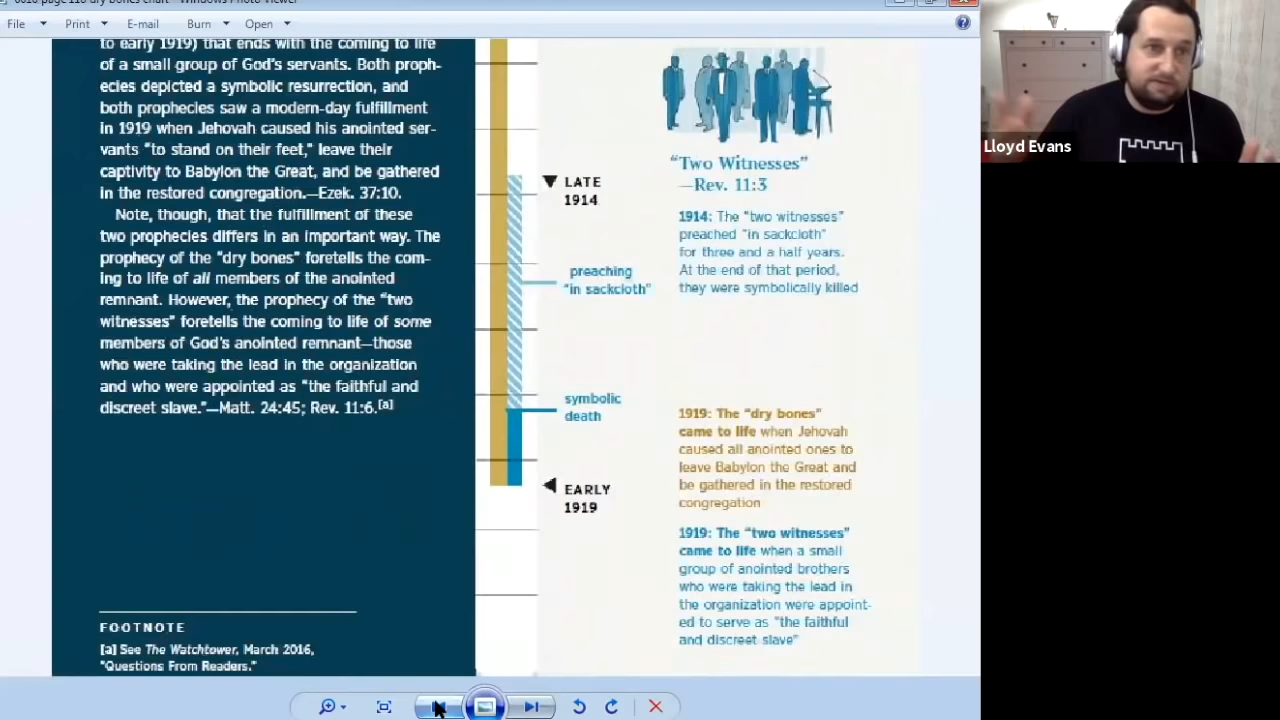 0010 page 118 dry bones chart - Windows Photo Viewer
File
Print
E-mail
Burn
Open
to early 1919) that ends with the coming to life
of a small group of God's servants. Both proph-
ecies depicted a symbolic resurrection, and
both prophecies saw a modern-day fulfillment
in 1919 when Jehovah caused his anointed ser-
vants "to stand on their feet," leave their
captivity to Babylon the Great, and be gathered
in the restored congregation.—Ezek. 37:10.
Note, though, that the fulfillment of these
two prophecies differs in an important way. The
prophecy of the "dry bones" foretells the com-
ing to life of all members of the anointed
remnant. However, the prophecy of the "two
witnesses" foretells the coming to life of some
members of God's anointed remnant—those
who were taking the lead in the organization
and who were appointed as "the faithful and
discreet slave."—Matt. 24:45; Rev. 11:6.[a]
FOOTNOTE
[a] See The Watchtower, March 2016,
"Questions From Readers."
LATE
1914
preaching
"in sackcloth"
symbolic
death
EARLY
1919
"Two Witnesses"
—Rev. 11:3
1914: The "two witnesses"
preached "in sackcloth"
for three and a half years.
At the end of that period,
they were symbolically killed
1919: The "dry bones"
came to life when Jehovah
caused all anointed ones to
leave Babylon the Great and
be gathered in the restored
congregation
1919: The "two witnesses"
came to life when a small
group of anointed brothers
who were taking the lead in
the organization were appoint-
ed to serve as "the faithful
and discreet slave"
Lloyd Evans